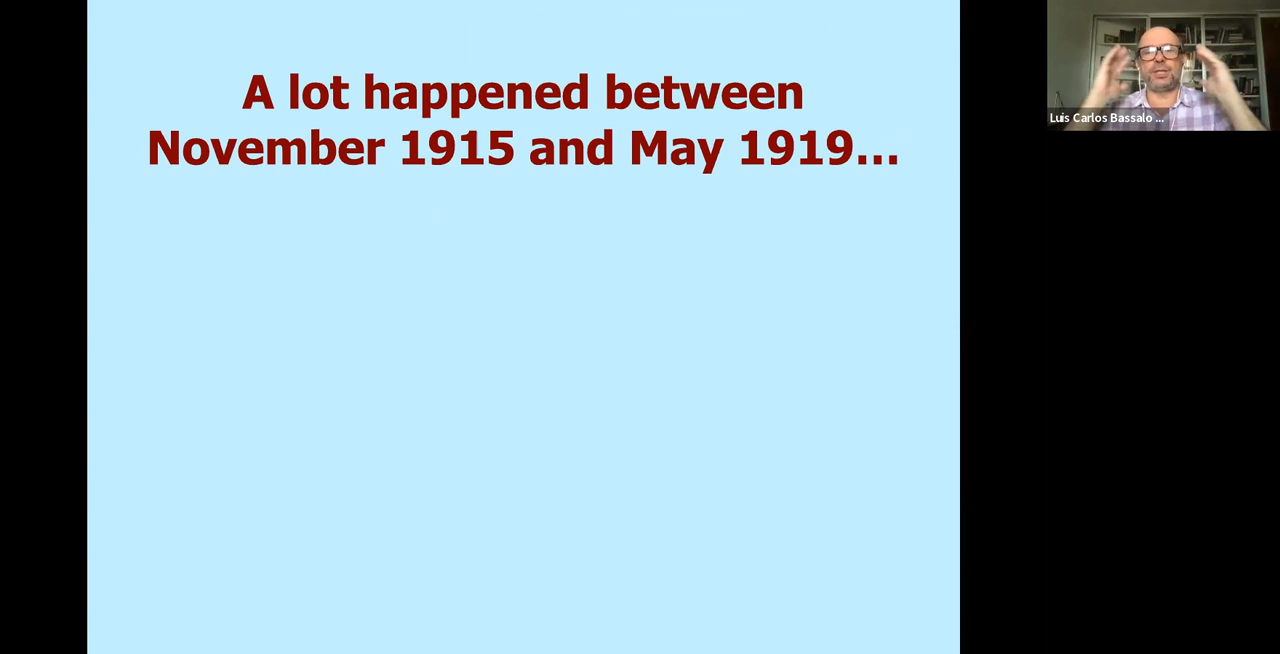 A lot happened between
November 1915 and May 1919...
Luis Carlos Bassalo ...